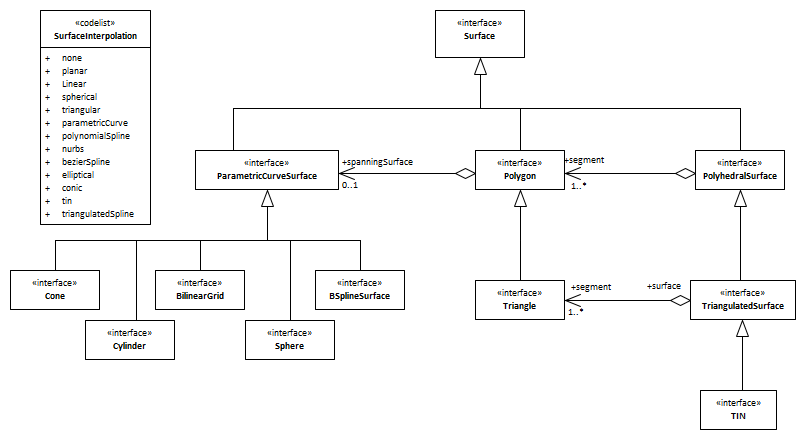 «codelist»
SurfaceInterpolation
+ none
+ planar
+ Linear
+ spherical
+ triangular
+ parametricCurve
+ polynomialSpline
+ nurbs
+ bezierSpline
+ elliptical
+ conic
+ tin
+ triangulatedSpline
«interface»
Surface
«interface»
ParametricCurveSurface
+spanningSurface
0..1
«interface»
Polygon
+segment
1..*
«interface»
PolyhedralSurface
«interface»
Cone
«interface»
BilinearGrid
«interface»
BSplineSurface
«interface»
Cylinder
«interface»
Sphere
«interface»
Triangle
+segment
1..*
+surface
«interface»
TriangulatedSurface
«interface»
TIN